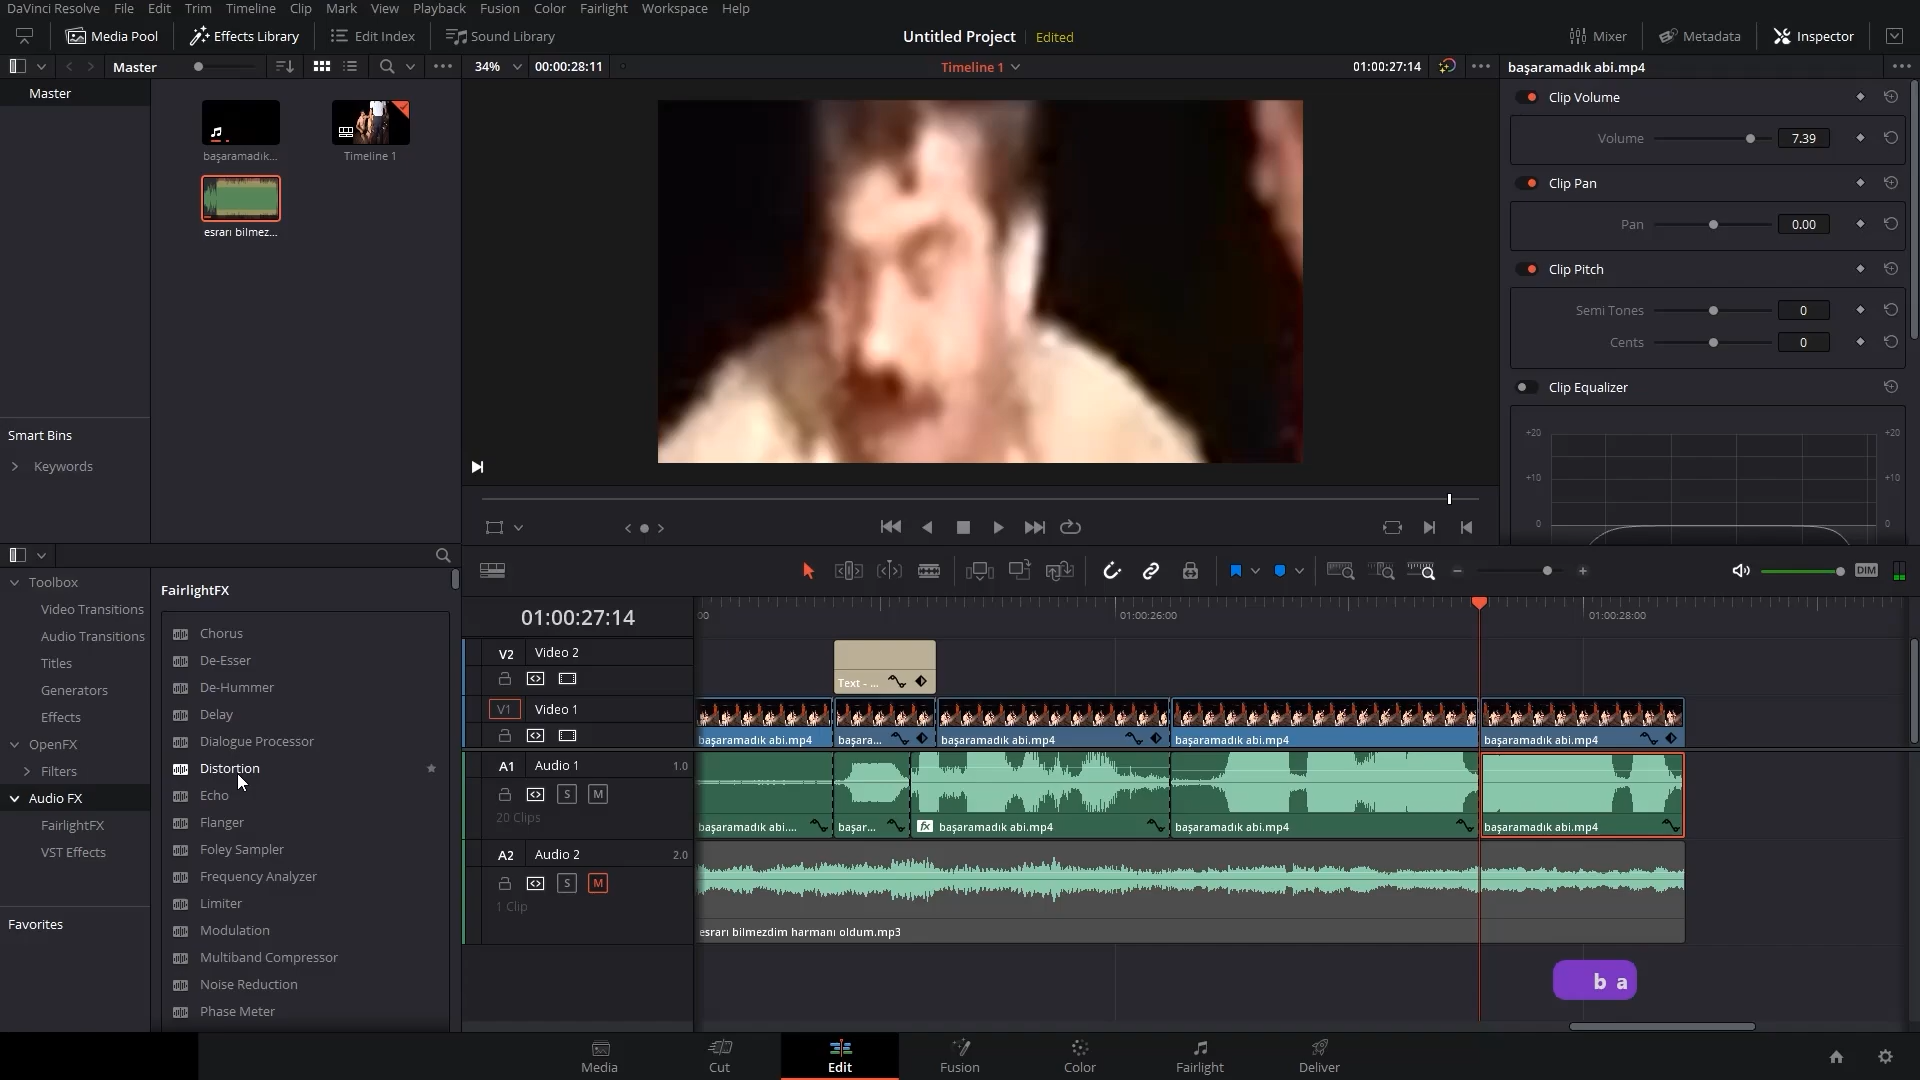 DaVinci Resolve File Edit Trim Timeline Clip Mark View Playback Fusion Color Fairlight Workspace Help
Media Pool Effects Library Edit Index Sound Library Untitled Project Edited Mixer Metadata Inspector
Master 34% 00:00:28:11 Timeline 1 01:00:27:14 başaramadık abi.mp4
Master
başaramadık...
Timeline 1
esrarı bilmez...
Smart Bins
Keywords
Clip Volume
Volume 7.39
Clip Pan
Pan 0.00
Clip Pitch
Semi Tones 0
Cents 0
Clip Equalizer
+20 +20
+10 +10
0 0
Toolbox
Video Transitions
Audio Transitions
Titles
Generators
Effects
OpenFX
Filters
Audio FX
FairlightFX
VST Effects
Favorites
FairlightFX
Chorus
De-Esser
De-Hummer
Delay
Dialogue Processor
Distortion
Echo
Flanger
Foley Sampler
Frequency Analyzer
Limiter
Modulation
Multiband Compressor
Noise Reduction
Phase Meter
DIM
01:00:27:14 00 01:00:26:00 01:00:28:00
V2 Video 2
Text - ...
V1 Video 1
başaramadık abi.mp4 başara... başaramadık abi.mp4 başaramadık abi.mp4 başaramadık abi.mp4
A1 Audio 1 1.0
S M
20 Clips
başaramadık abi.... başar... fx başaramadık abi.mp4 başaramadık abi.mp4 başaramadık abi.mp4
A2 Audio 2 2.0
S M
1 Clip
esrarı bilmezdim harmanı oldum.mp3
b a
Media Cut Edit Fusion Color Fairlight Deliver